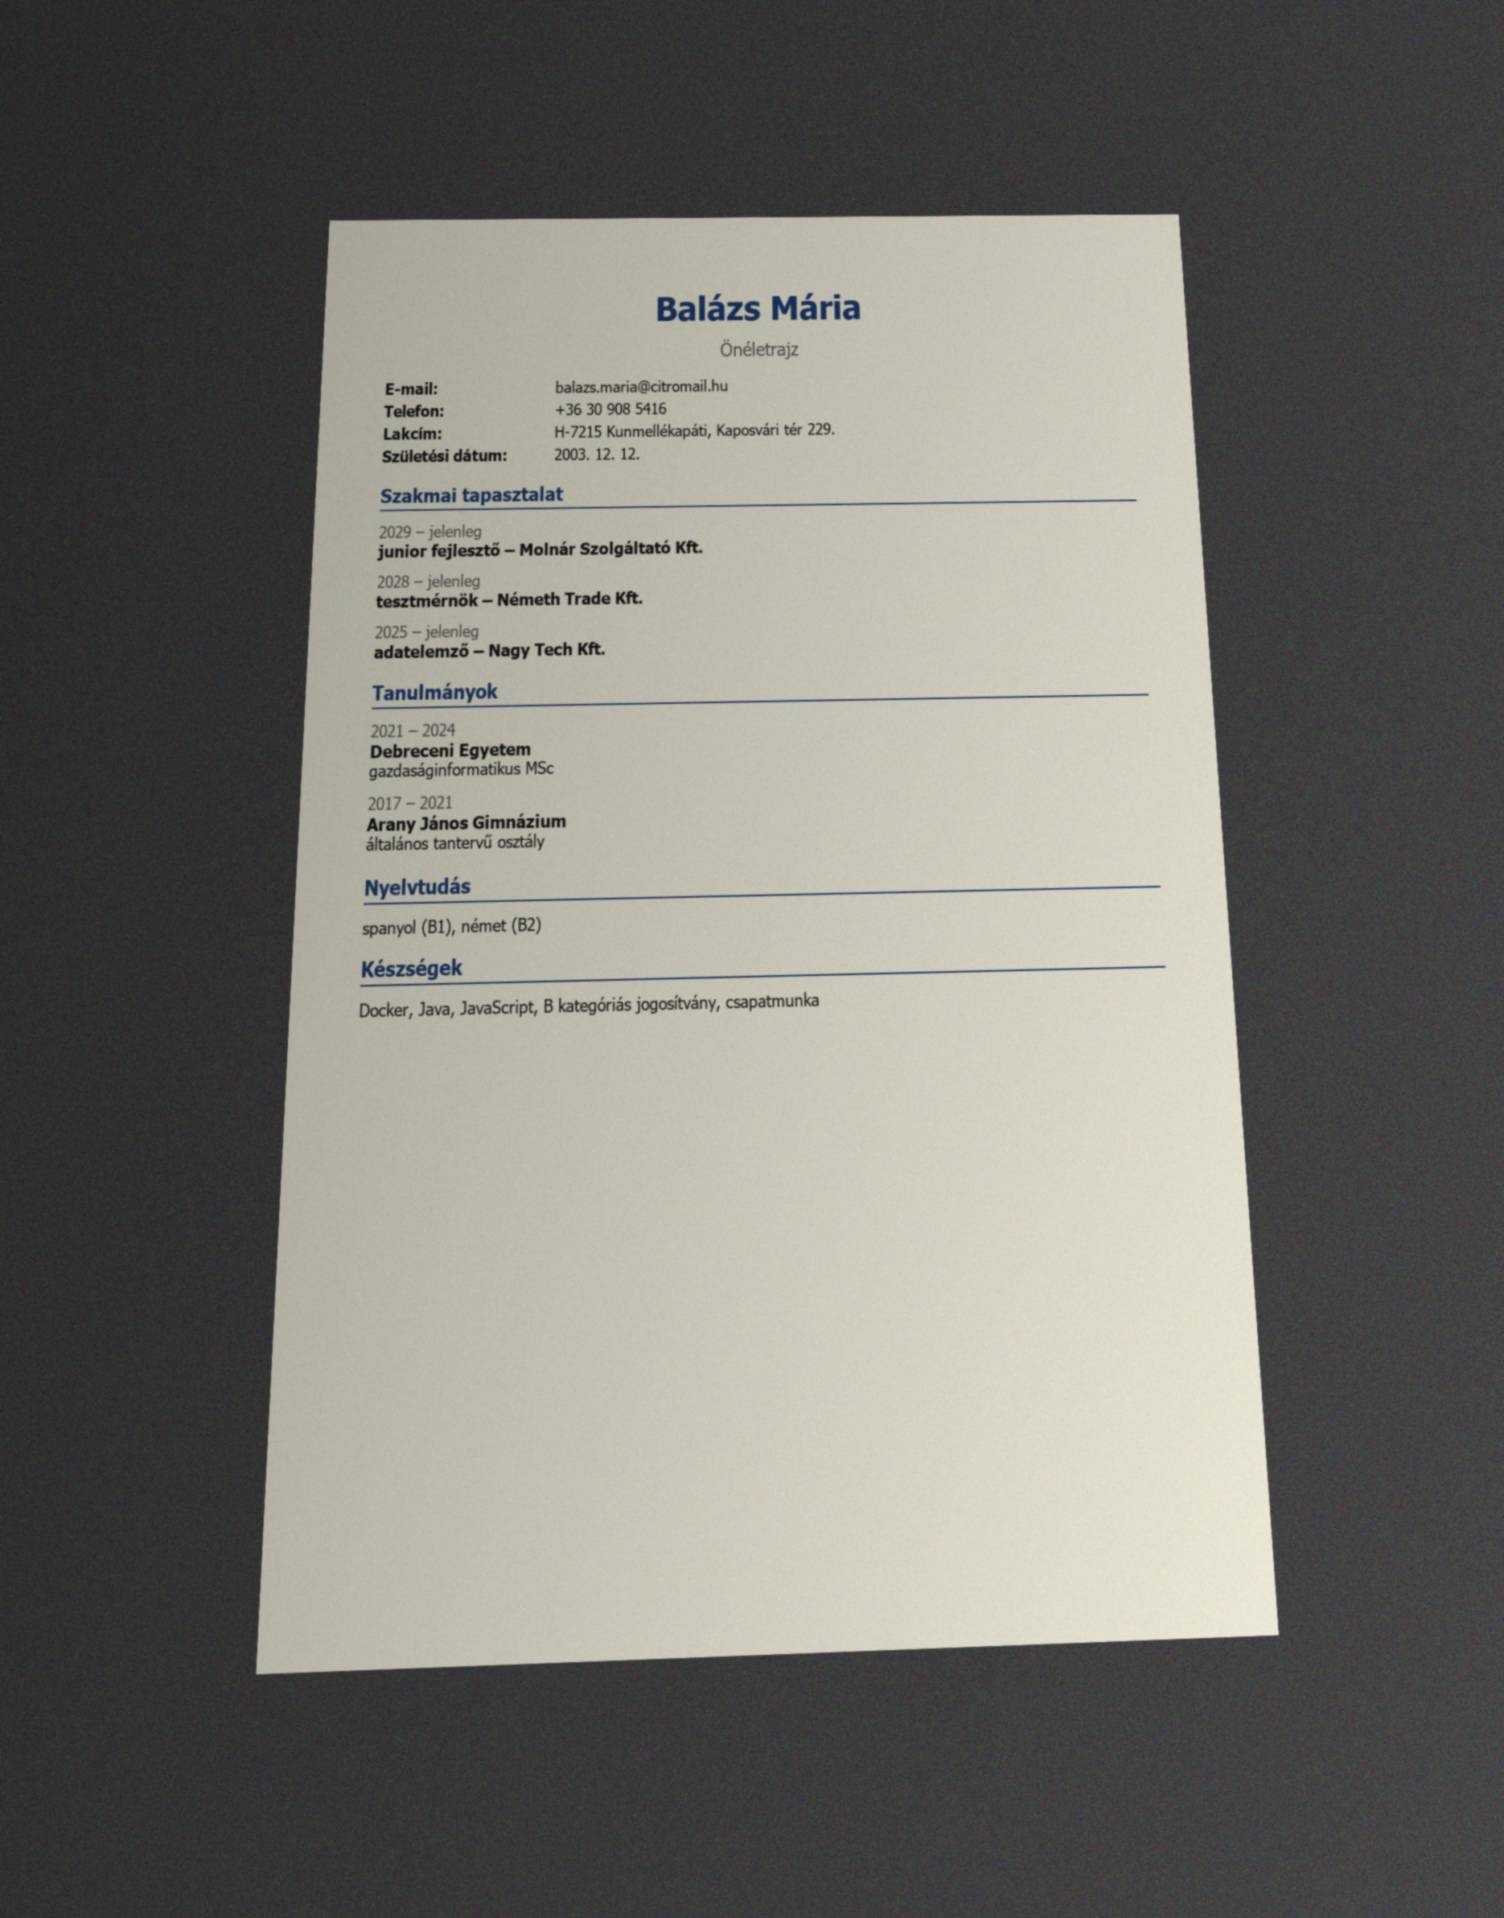 Balázs Mária
Önéletrajz
E-mail: balazs.maria@citromail.hu
Telefon: +36 30 908 5416
Lakcím: H-7215 Kunmellékapáti, Kaposvári tér 229.
Születési dátum: 2003. 12. 12.
Szakmai tapasztalat
2029 – jelenleg
junior fejlesztő – Molnár Szolgáltató Kft.
2028 – jelenleg
tesztmérnök – Németh Trade Kft.
2025 – jelenleg
adatelemző – Nagy Tech Kft.
Tanulmányok
2021 – 2024
Debreceni Egyetem
gazdaságinformatikus MSc
2017 – 2021
Arany János Gimnázium
általános tantervű osztály
Nyelvtudás
spanyol (B1), német (B2)
Készségek
Docker, Java, JavaScript, B kategóriás jogosítvány, csapatmunka